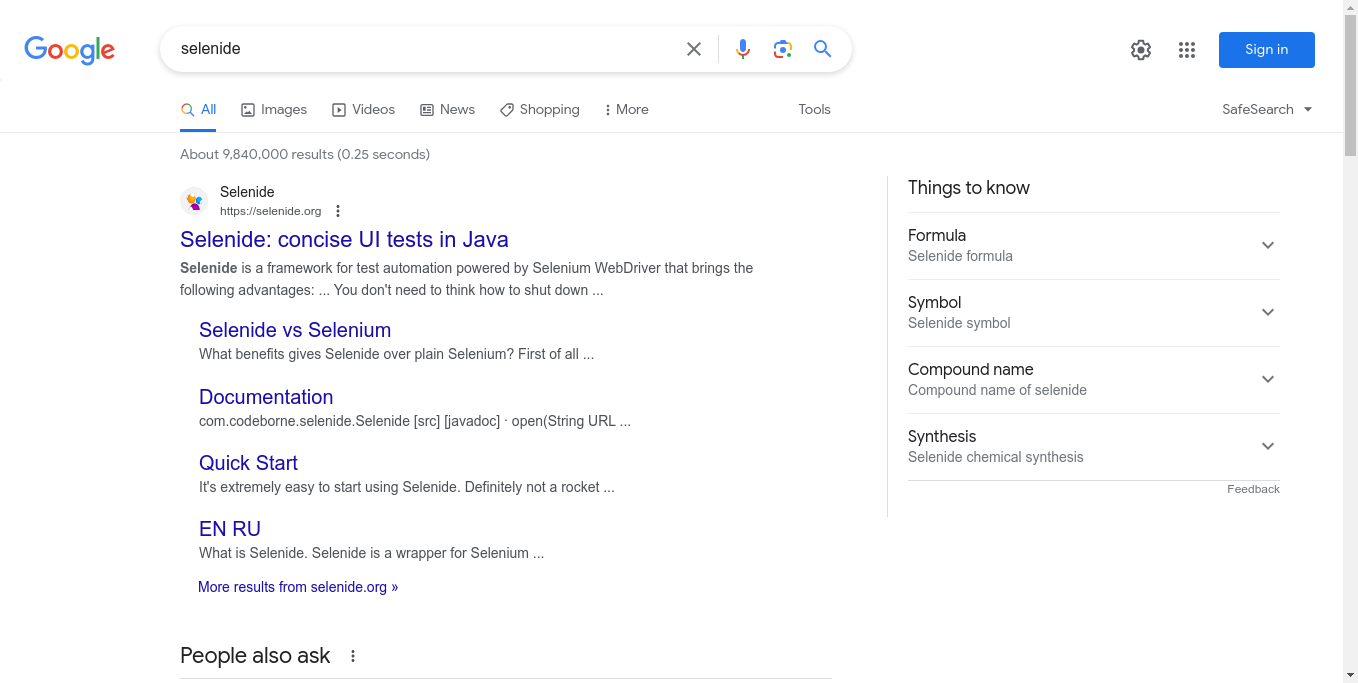 Google
selenide
Sign in
All
Images
Videos
News
Shopping
More
Tools
SafeSearch
About 9,840,000 results (0.25 seconds)
Selenide
https://selenide.org
Selenide: concise UI tests in Java
Selenide is a framework for test automation powered by Selenium WebDriver that brings the
following advantages: ... You don't need to think how to shut down ...
Selenide vs Selenium
What benefits gives Selenide over plain Selenium? First of all ...
Documentation
com.codeborne.selenide.Selenide [src] [javadoc] · open(String URL ...
Quick Start
It's extremely easy to start using Selenide. Definitely not a rocket ...
EN RU
What is Selenide. Selenide is a wrapper for Selenium ...
More results from selenide.org »
People also ask
Things to know
Formula
Selenide formula
Symbol
Selenide symbol
Compound name
Compound name of selenide
Synthesis
Selenide chemical synthesis
Feedback